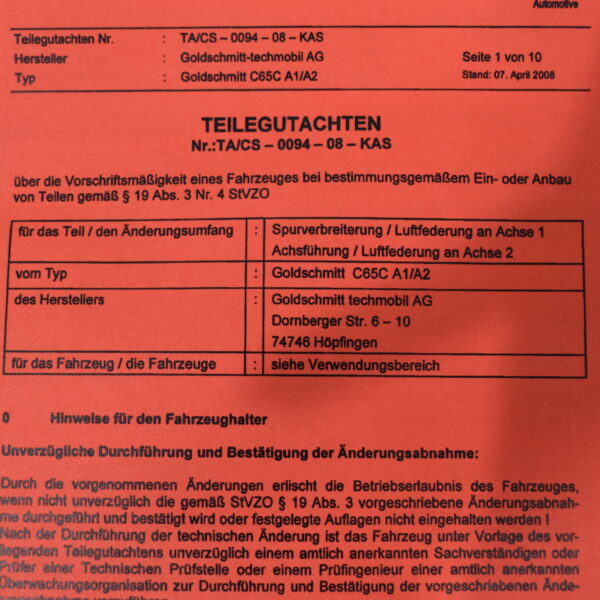 Automotive
Teilegutachten Nr. : TA/CS – 0094 – 08 – KAS
Hersteller : Goldschmitt-techmobil AG Seite 1 von 10
Typ : Goldschmitt C65C A1/A2 Stand: 07. April 2008
TEILEGUTACHTEN
Nr.:TA/CS – 0094 – 08 – KAS
über die Vorschriftsmäßigkeit eines Fahrzeuges bei bestimmungsgemäßem Ein- oder Anbau
von Teilen gemäß § 19 Abs. 3 Nr. 4 StVZO
für das Teil / den Änderungsumfang : Spurverbreiterung / Luftfederung an Achse 1
Achsführung / Luftfederung an Achse 2
vom Typ : Goldschmitt C65C A1/A2
des Herstellers : Goldschmitt techmobil AG
Dornberger Str. 6 – 10
74746 Höpfingen
für das Fahrzeug / die Fahrzeuge : siehe Verwendungsbereich
0 Hinweise für den Fahrzeughalter
Unverzügliche Durchführung und Bestätigung der Änderungsabnahme:
Durch die vorgenommenen Änderungen erlischt die Betriebserlaubnis des Fahrzeuges,
wenn nicht unverzüglich die gemäß StVZO § 19 Abs. 3 vorgeschriebene Änderungsabnah-
me durchgeführt und bestätigt wird oder festgelegte Auflagen nicht eingehalten werden !
Nach der Durchführung der technischen Änderung ist das Fahrzeug unter Vorlage des vor-
liegenden Teilegutachtens unverzüglich einem amtlich anerkannten Sachverständigen oder
Prüfer einer Technischen Prüfstelle oder einem Prüfingenieur einer amtlich anerkannten
Überwachungsorganisation zur Durchführung und Bestätigung der vorgeschriebenen Ände-